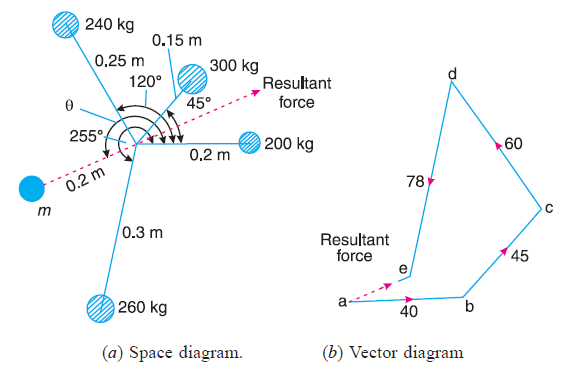 240 kg
0.15 m
0.25 m
300 kg
120°
Resultant
force
45°
θ
255°
200 kg
0.2 m
0.2 m
m
0.3 m
260 kg
(a) Space diagram.
d
60
78
c
Resultant
force
45
e
a
40
b
(b) Vector diagram